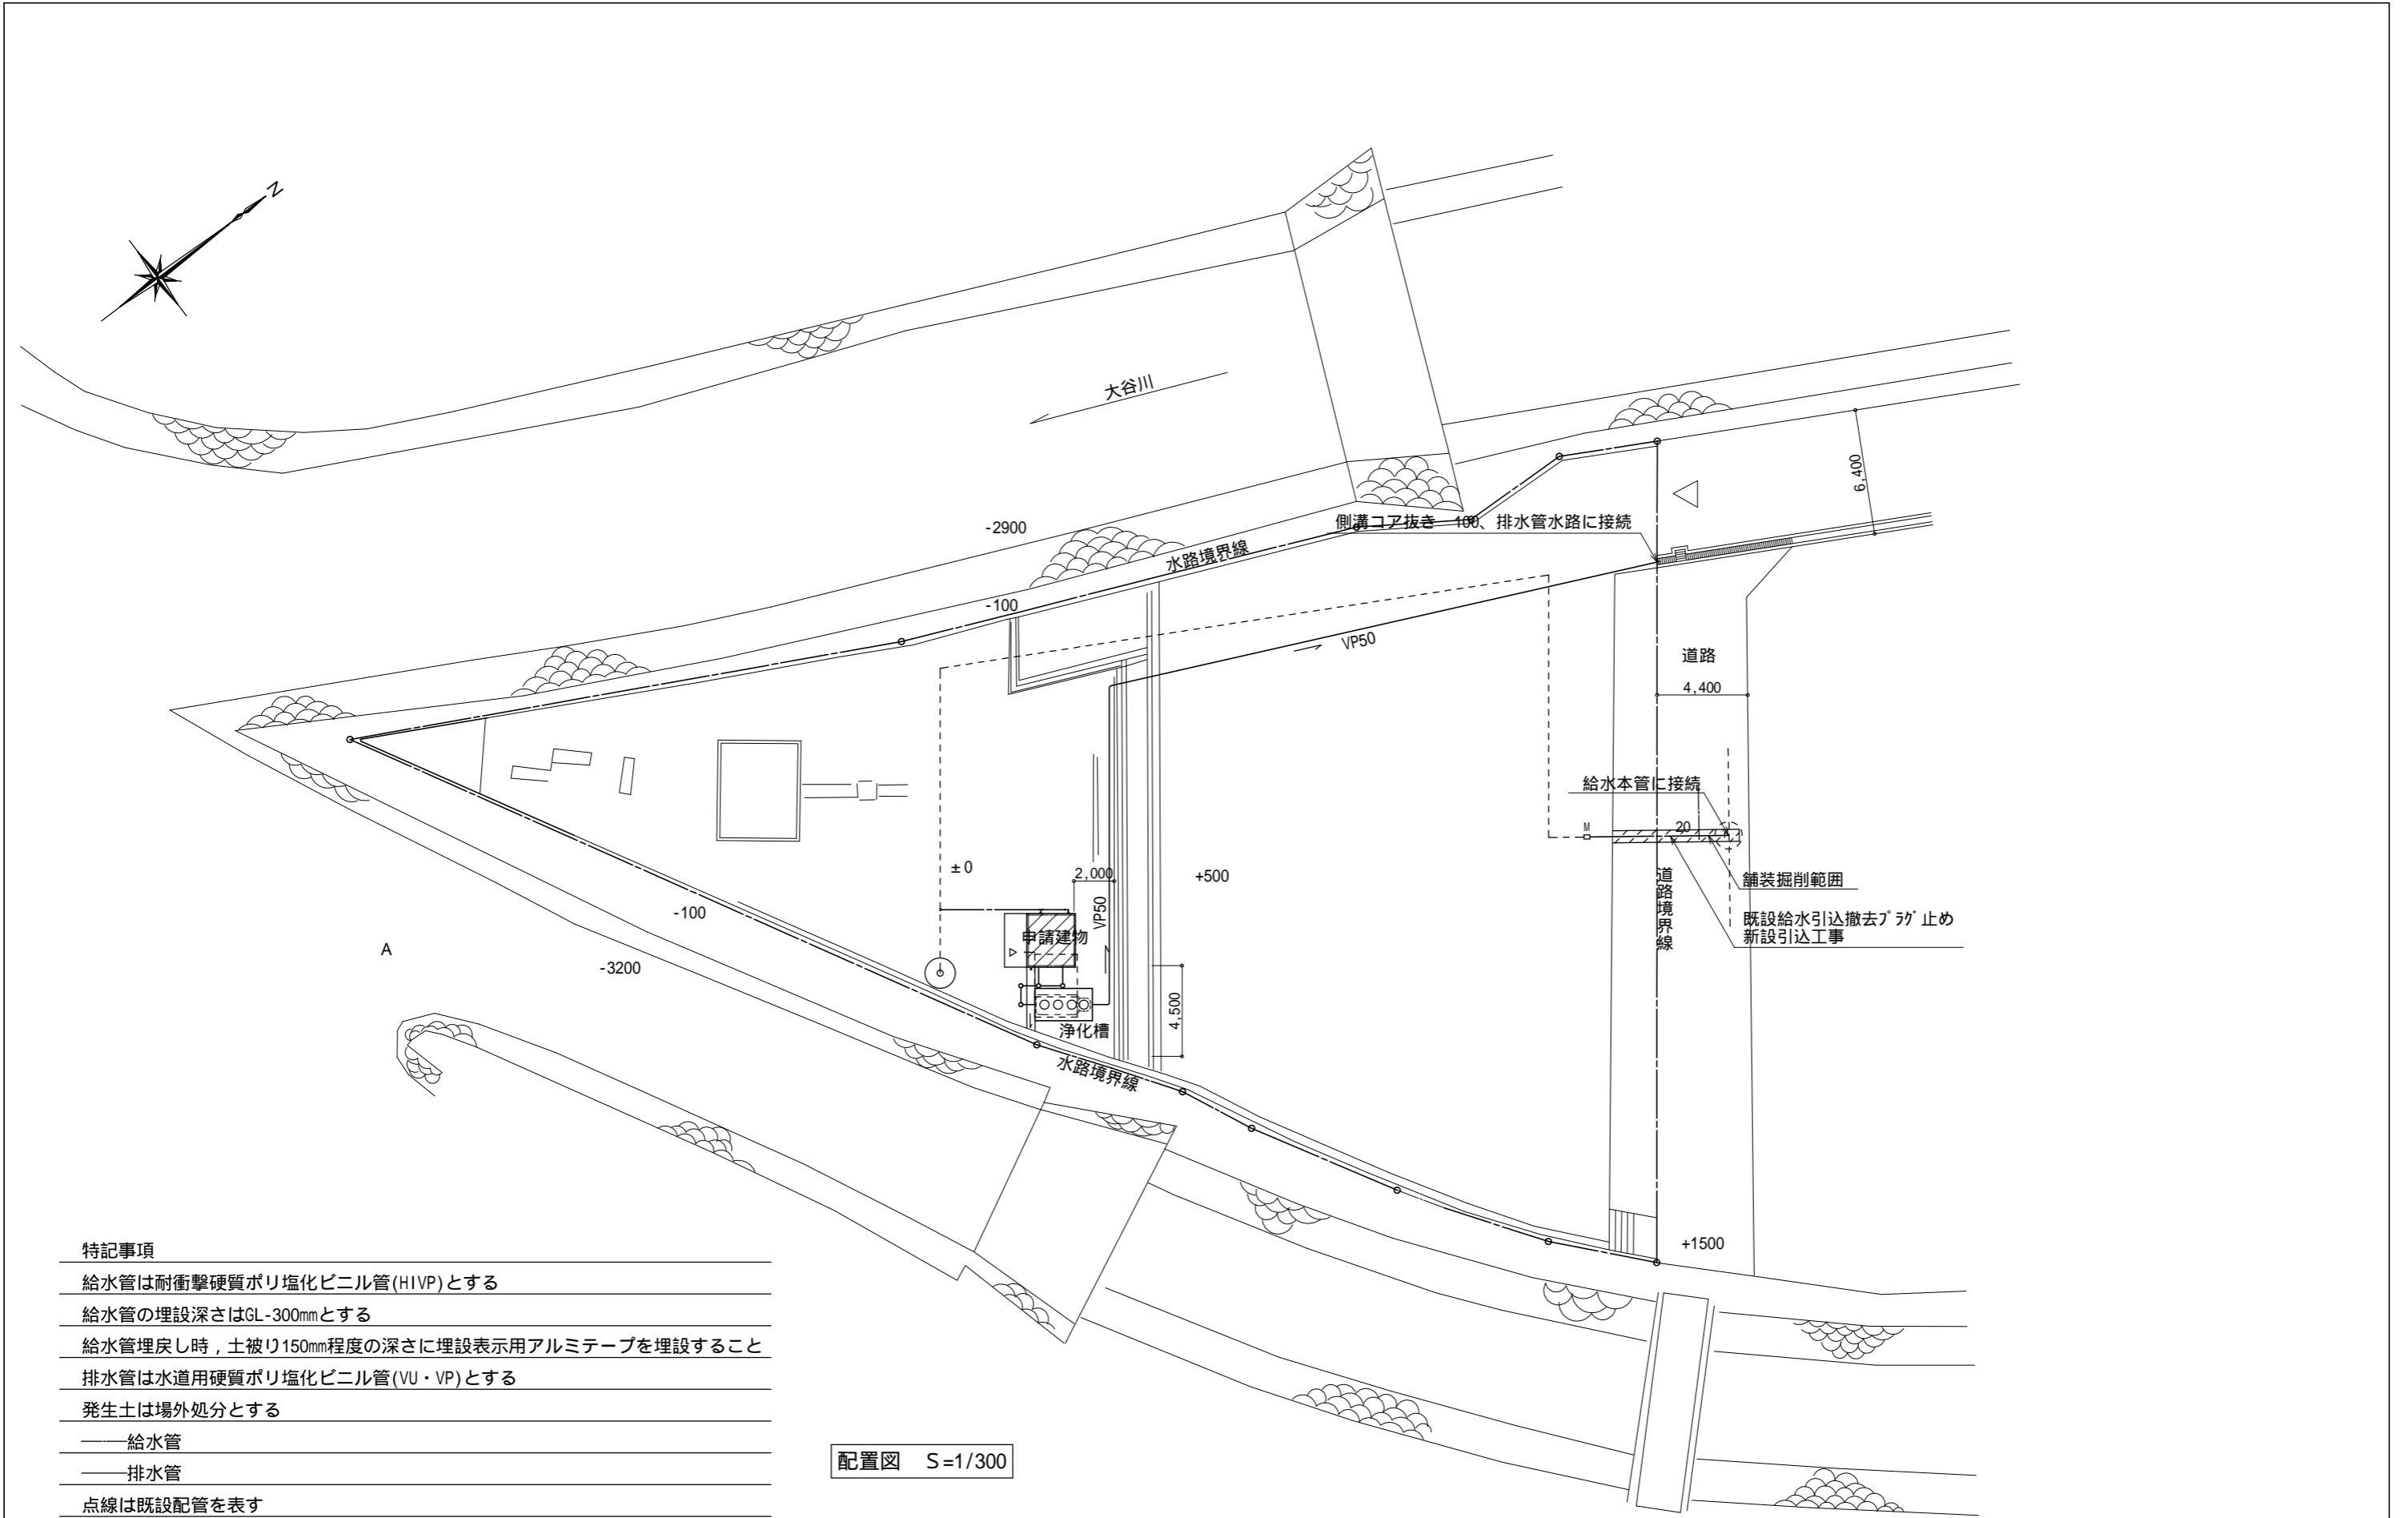 N
大谷川
6,400
-2900
側溝コア抜き 100、排水管水路に接続
水路境界線
-100
VP50
道路
4,400
給水本管に接続
M
20
±0
2,000
+500
舗装掘削範囲
道路境界線
VP50
-100
既設給水引込撤去プラグ止め
新設引込工事
申請建物
A
-3200
4,500
浄化槽
水路境界線
+1500
特記事項
給水管は耐衝撃硬質ポリ塩化ビニル管(HIVP)とする
給水管の埋設深さはGL-300mmとする
給水管埋戻し時，土被り150mm程度の深さに埋設表示用アルミテープを埋設すること
排水管は水道用硬質ポリ塩化ビニル管(VU・VP)とする
発生土は場外処分とする
給水管
排水管
点線は既設配管を表す
配置図 S=1/300